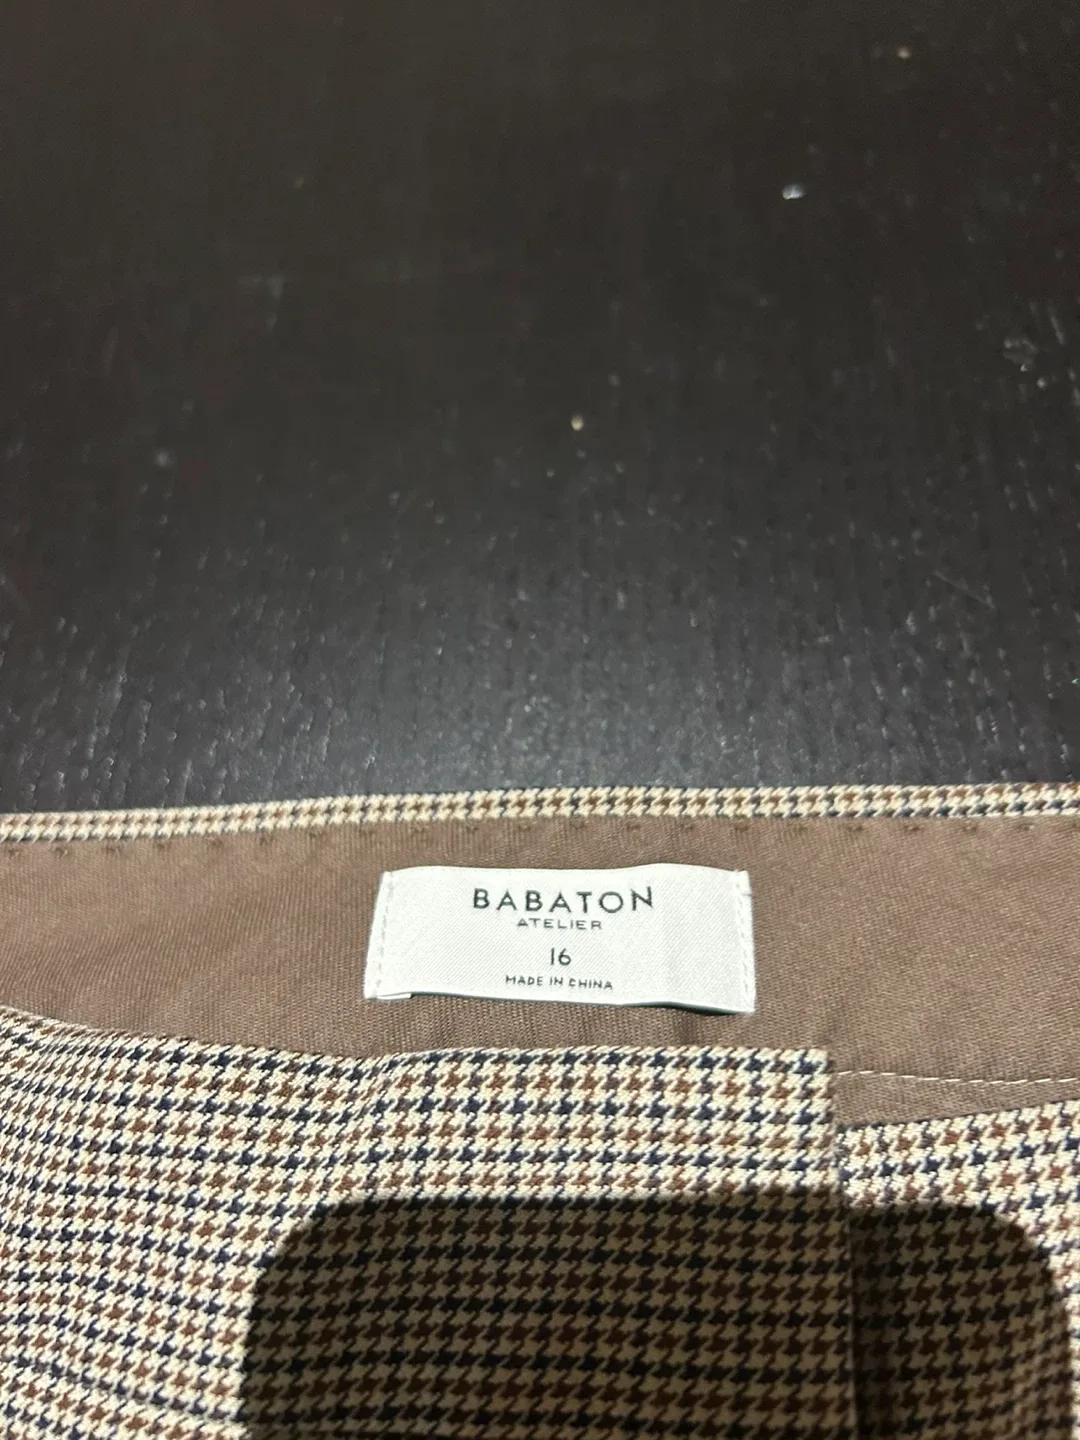 BABATON
ATELIER
16
MADE IN CHINA